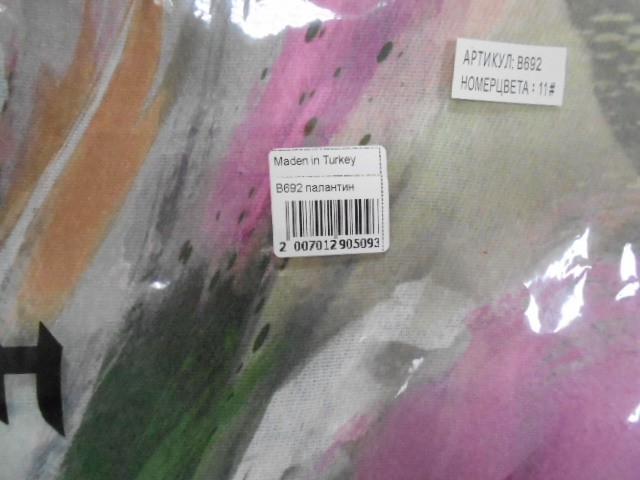 АРТИКУЛ: B692
НОМЕРЦВЕТА : 11#
Maden in Turkey
B692 палантин
2 007012 905093